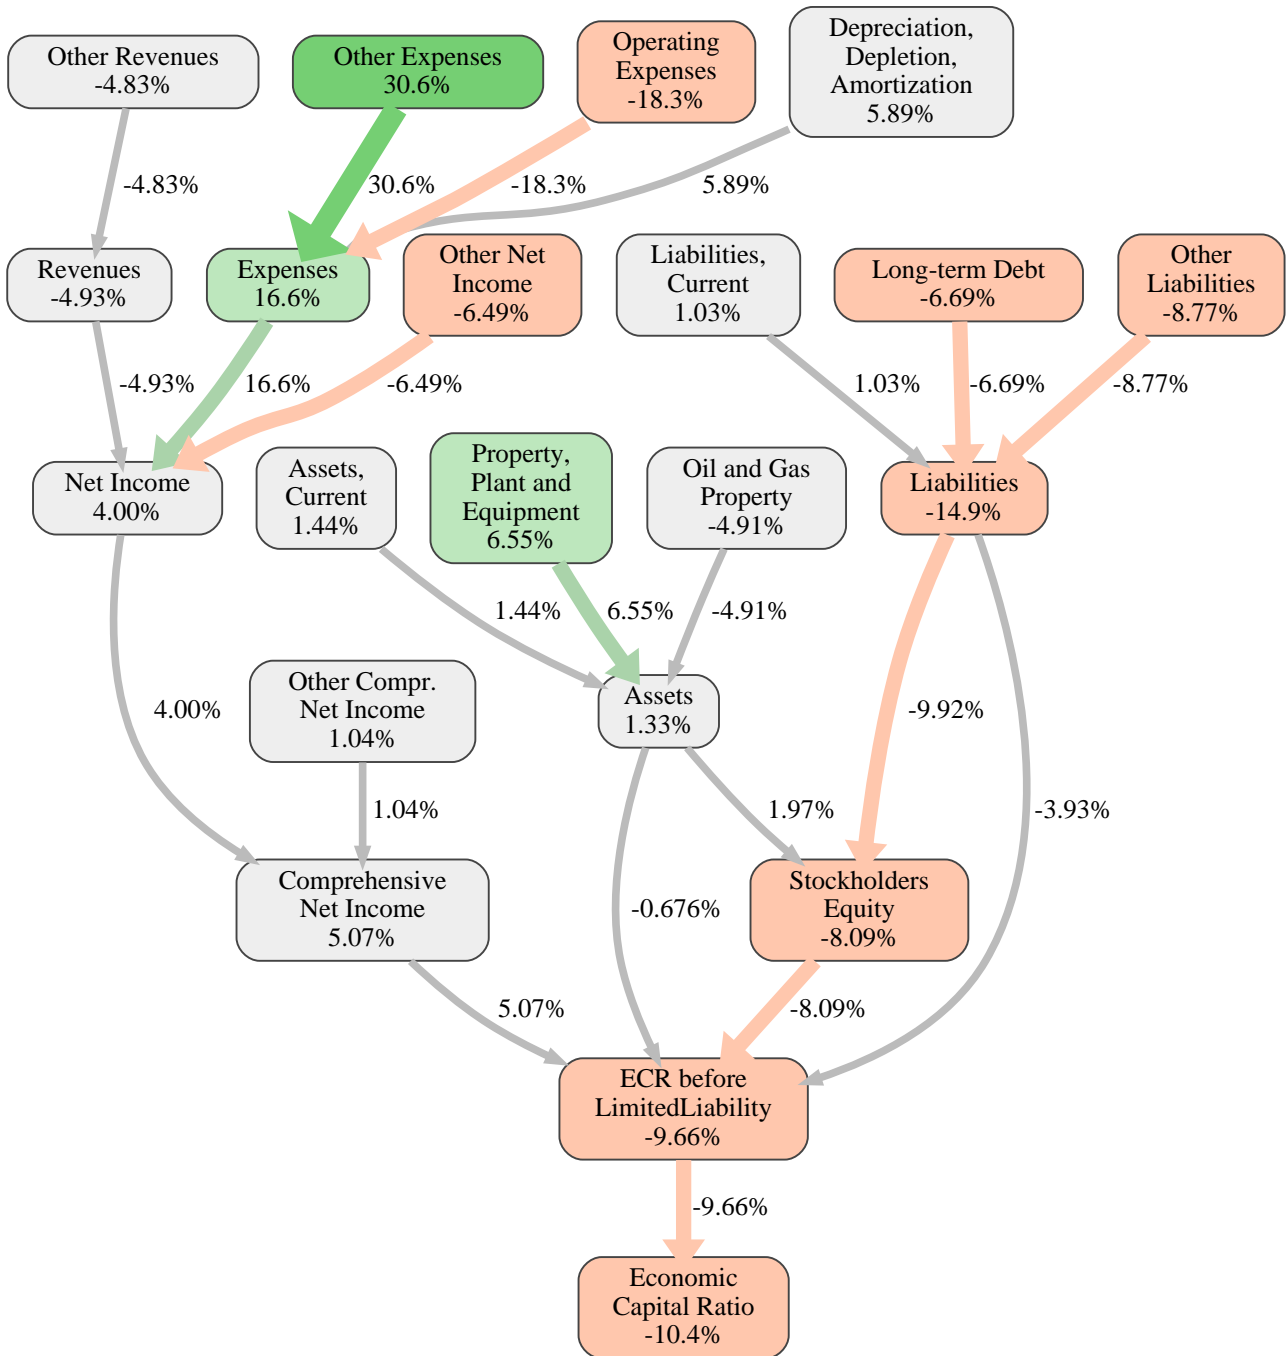 Other Revenues
-4.83%
Other Expenses
30.6%
Operating
Expenses
-18.3%
Depreciation,
Depletion,
Amortization
5.89%
-4.83%
30.6%
-18.3%
5.89%
Revenues
-4.93%
Expenses
16.6%
Other Net
Income
-6.49%
Liabilities,
Current
1.03%
Long-term Debt
-6.69%
Other
Liabilities
-8.77%
-4.93%
16.6%
-6.49%
1.03%
-6.69%
-8.77%
Net Income
4.00%
Assets,
Current
1.44%
Property,
Plant and
Equipment
6.55%
Oil and Gas
Property
-4.91%
Liabilities
-14.9%
1.44%
6.55%
-4.91%
4.00%
Other Compr.
Net Income
1.04%
Assets
1.33%
-9.92%
1.04%
1.97%
-3.93%
Comprehensive
Net Income
5.07%
-0.676%
Stockholders
Equity
-8.09%
5.07%
-8.09%
ECR before
LimitedLiability
-9.66%
-9.66%
Economic
Capital Ratio
-10.4%